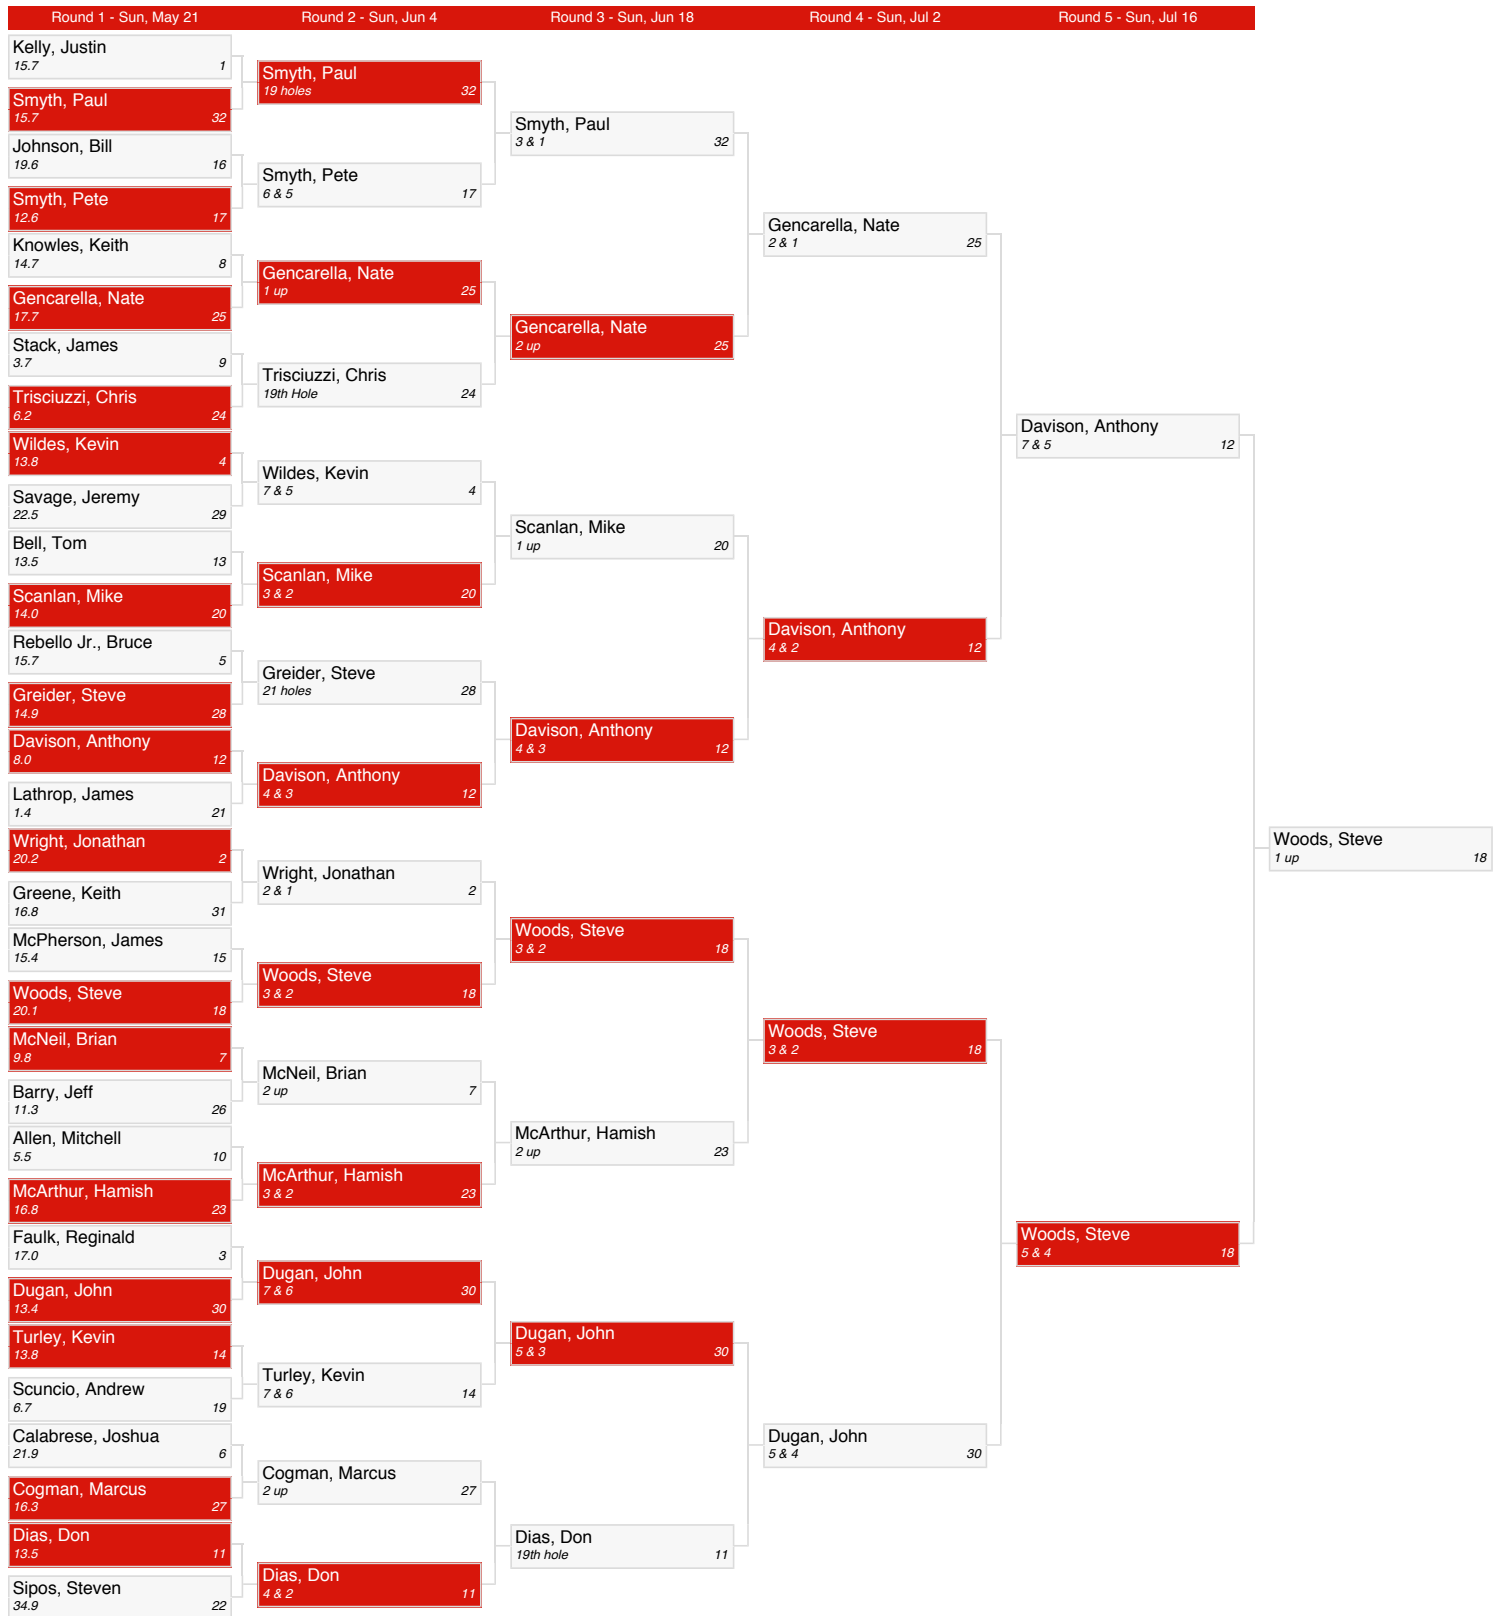 Round 1 - Sun, May 21
Round 2 - Sun, Jun 4
Round 3 - Sun, Jun 18
Round 4 - Sun, Jul 2
Round 5 - Sun, Jul 16
Kelly, Justin
15.7 1
Smyth, Paul
15.7 32
Johnson, Bill
19.6 16
Smyth, Pete
12.6 17
Knowles, Keith
14.7 8
Gencarella, Nate
17.7 25
Stack, James
3.7 9
Trisciuzzi, Chris
6.2 24
Wildes, Kevin
13.8 4
Savage, Jeremy
22.5 29
Bell, Tom
13.5 13
Scanlan, Mike
14.0 20
Rebello Jr., Bruce
15.7 5
Greider, Steve
14.9 28
Davison, Anthony
8.0 12
Lathrop, James
1.4 21
Wright, Jonathan
20.2 2
Greene, Keith
16.8 31
McPherson, James
15.4 15
Woods, Steve
20.1 18
McNeil, Brian
9.8 7
Barry, Jeff
11.3 26
Allen, Mitchell
5.5 10
McArthur, Hamish
16.8 23
Faulk, Reginald
17.0 3
Dugan, John
13.4 30
Turley, Kevin
13.8 14
Scuncio, Andrew
6.7 19
Calabrese, Joshua
21.9 6
Cogman, Marcus
16.3 27
Dias, Don
13.5 11
Sipos, Steven
34.9 22
Smyth, Paul
19 holes 32
Smyth, Pete
6 & 5 17
Gencarella, Nate
1 up 25
Trisciuzzi, Chris
19th Hole 24
Wildes, Kevin
7 & 5 4
Scanlan, Mike
3 & 2 20
Greider, Steve
21 holes 28
Davison, Anthony
4 & 3 12
Wright, Jonathan
2 & 1 2
Woods, Steve
3 & 2 18
McNeil, Brian
2 up 7
McArthur, Hamish
3 & 2 23
Dugan, John
7 & 6 30
Turley, Kevin
7 & 6 14
Cogman, Marcus
2 up 27
Dias, Don
4 & 2 11
Smyth, Paul
3 & 1 32
Gencarella, Nate
2 up 25
Scanlan, Mike
1 up 20
Davison, Anthony
4 & 3 12
Woods, Steve
3 & 2 18
McArthur, Hamish
2 up 23
Dugan, John
5 & 3 30
Dias, Don
19th hole 11
Gencarella, Nate
2 & 1 25
Davison, Anthony
4 & 2 12
Woods, Steve
3 & 2 18
Dugan, John
5 & 4 30
Davison, Anthony
7 & 5 12
Woods, Steve
5 & 4 18
Woods, Steve
1 up 18